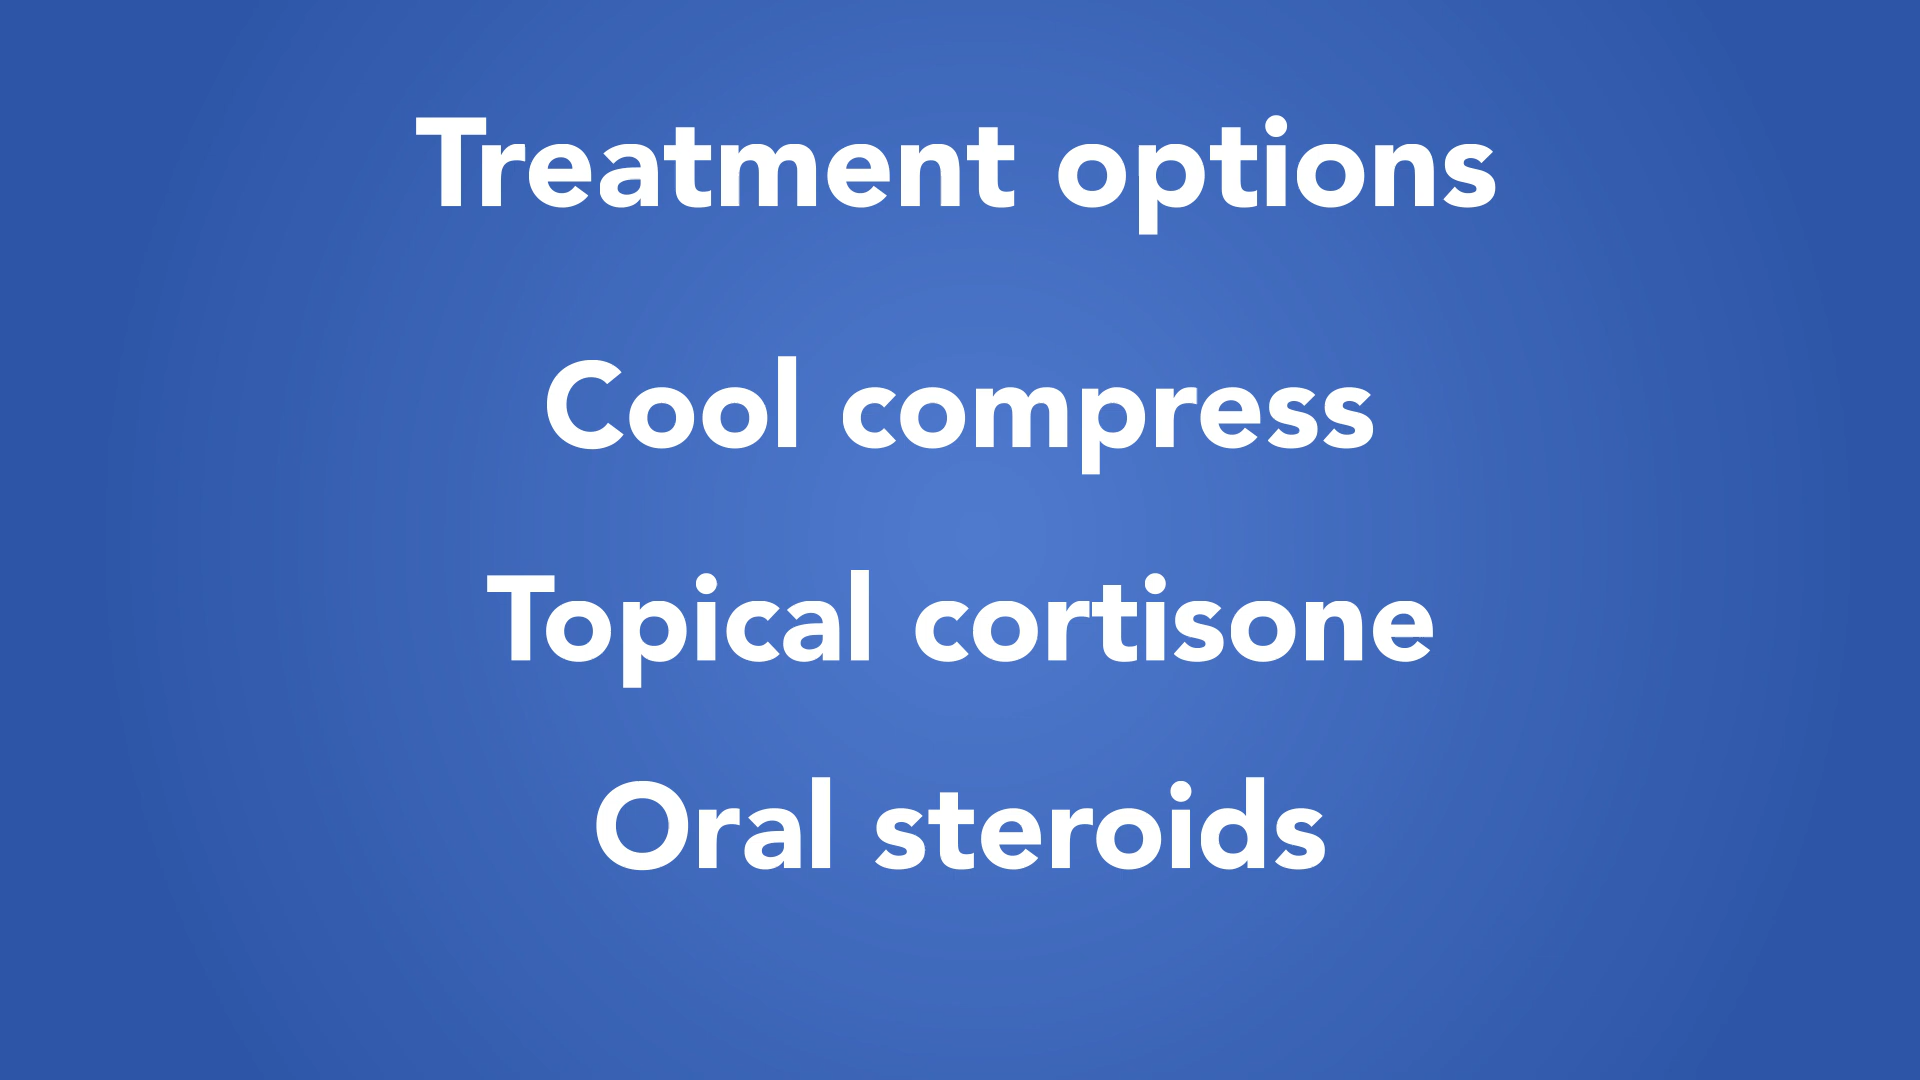 Treatment options
Cool compress
Topical cortisone
Oral steroids